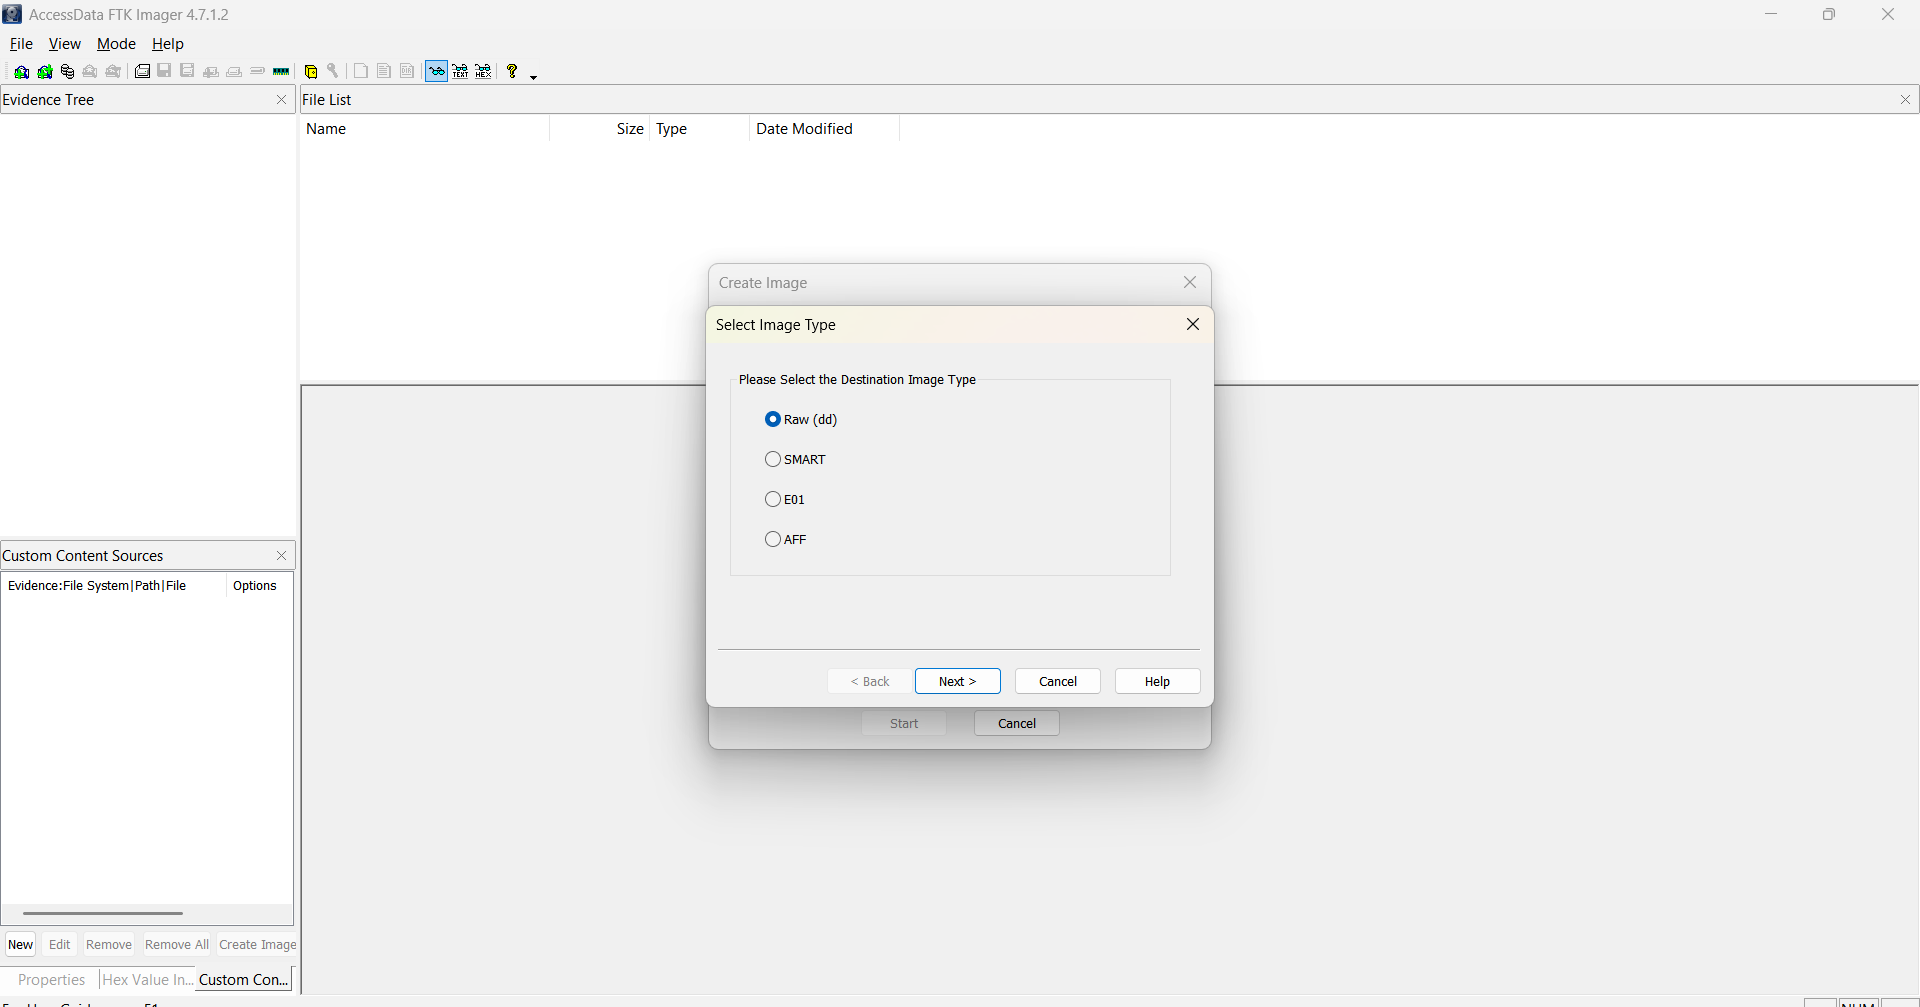 AccessData FTK Imager 4.7.1.2
File View Mode Help
TEXT HEX
Evidence Tree
File List
Name Size Type Date Modified
Create Image
Select Image Type
Please Select the Destination Image Type
Raw (dd)
SMART
E01
AFF
< Back Next > Cancel Help
Start Cancel
Custom Content Sources
Evidence:File System|Path|File Options
New Edit Remove Remove All Create Image
Properties Hex Value In... Custom Con...
NUM